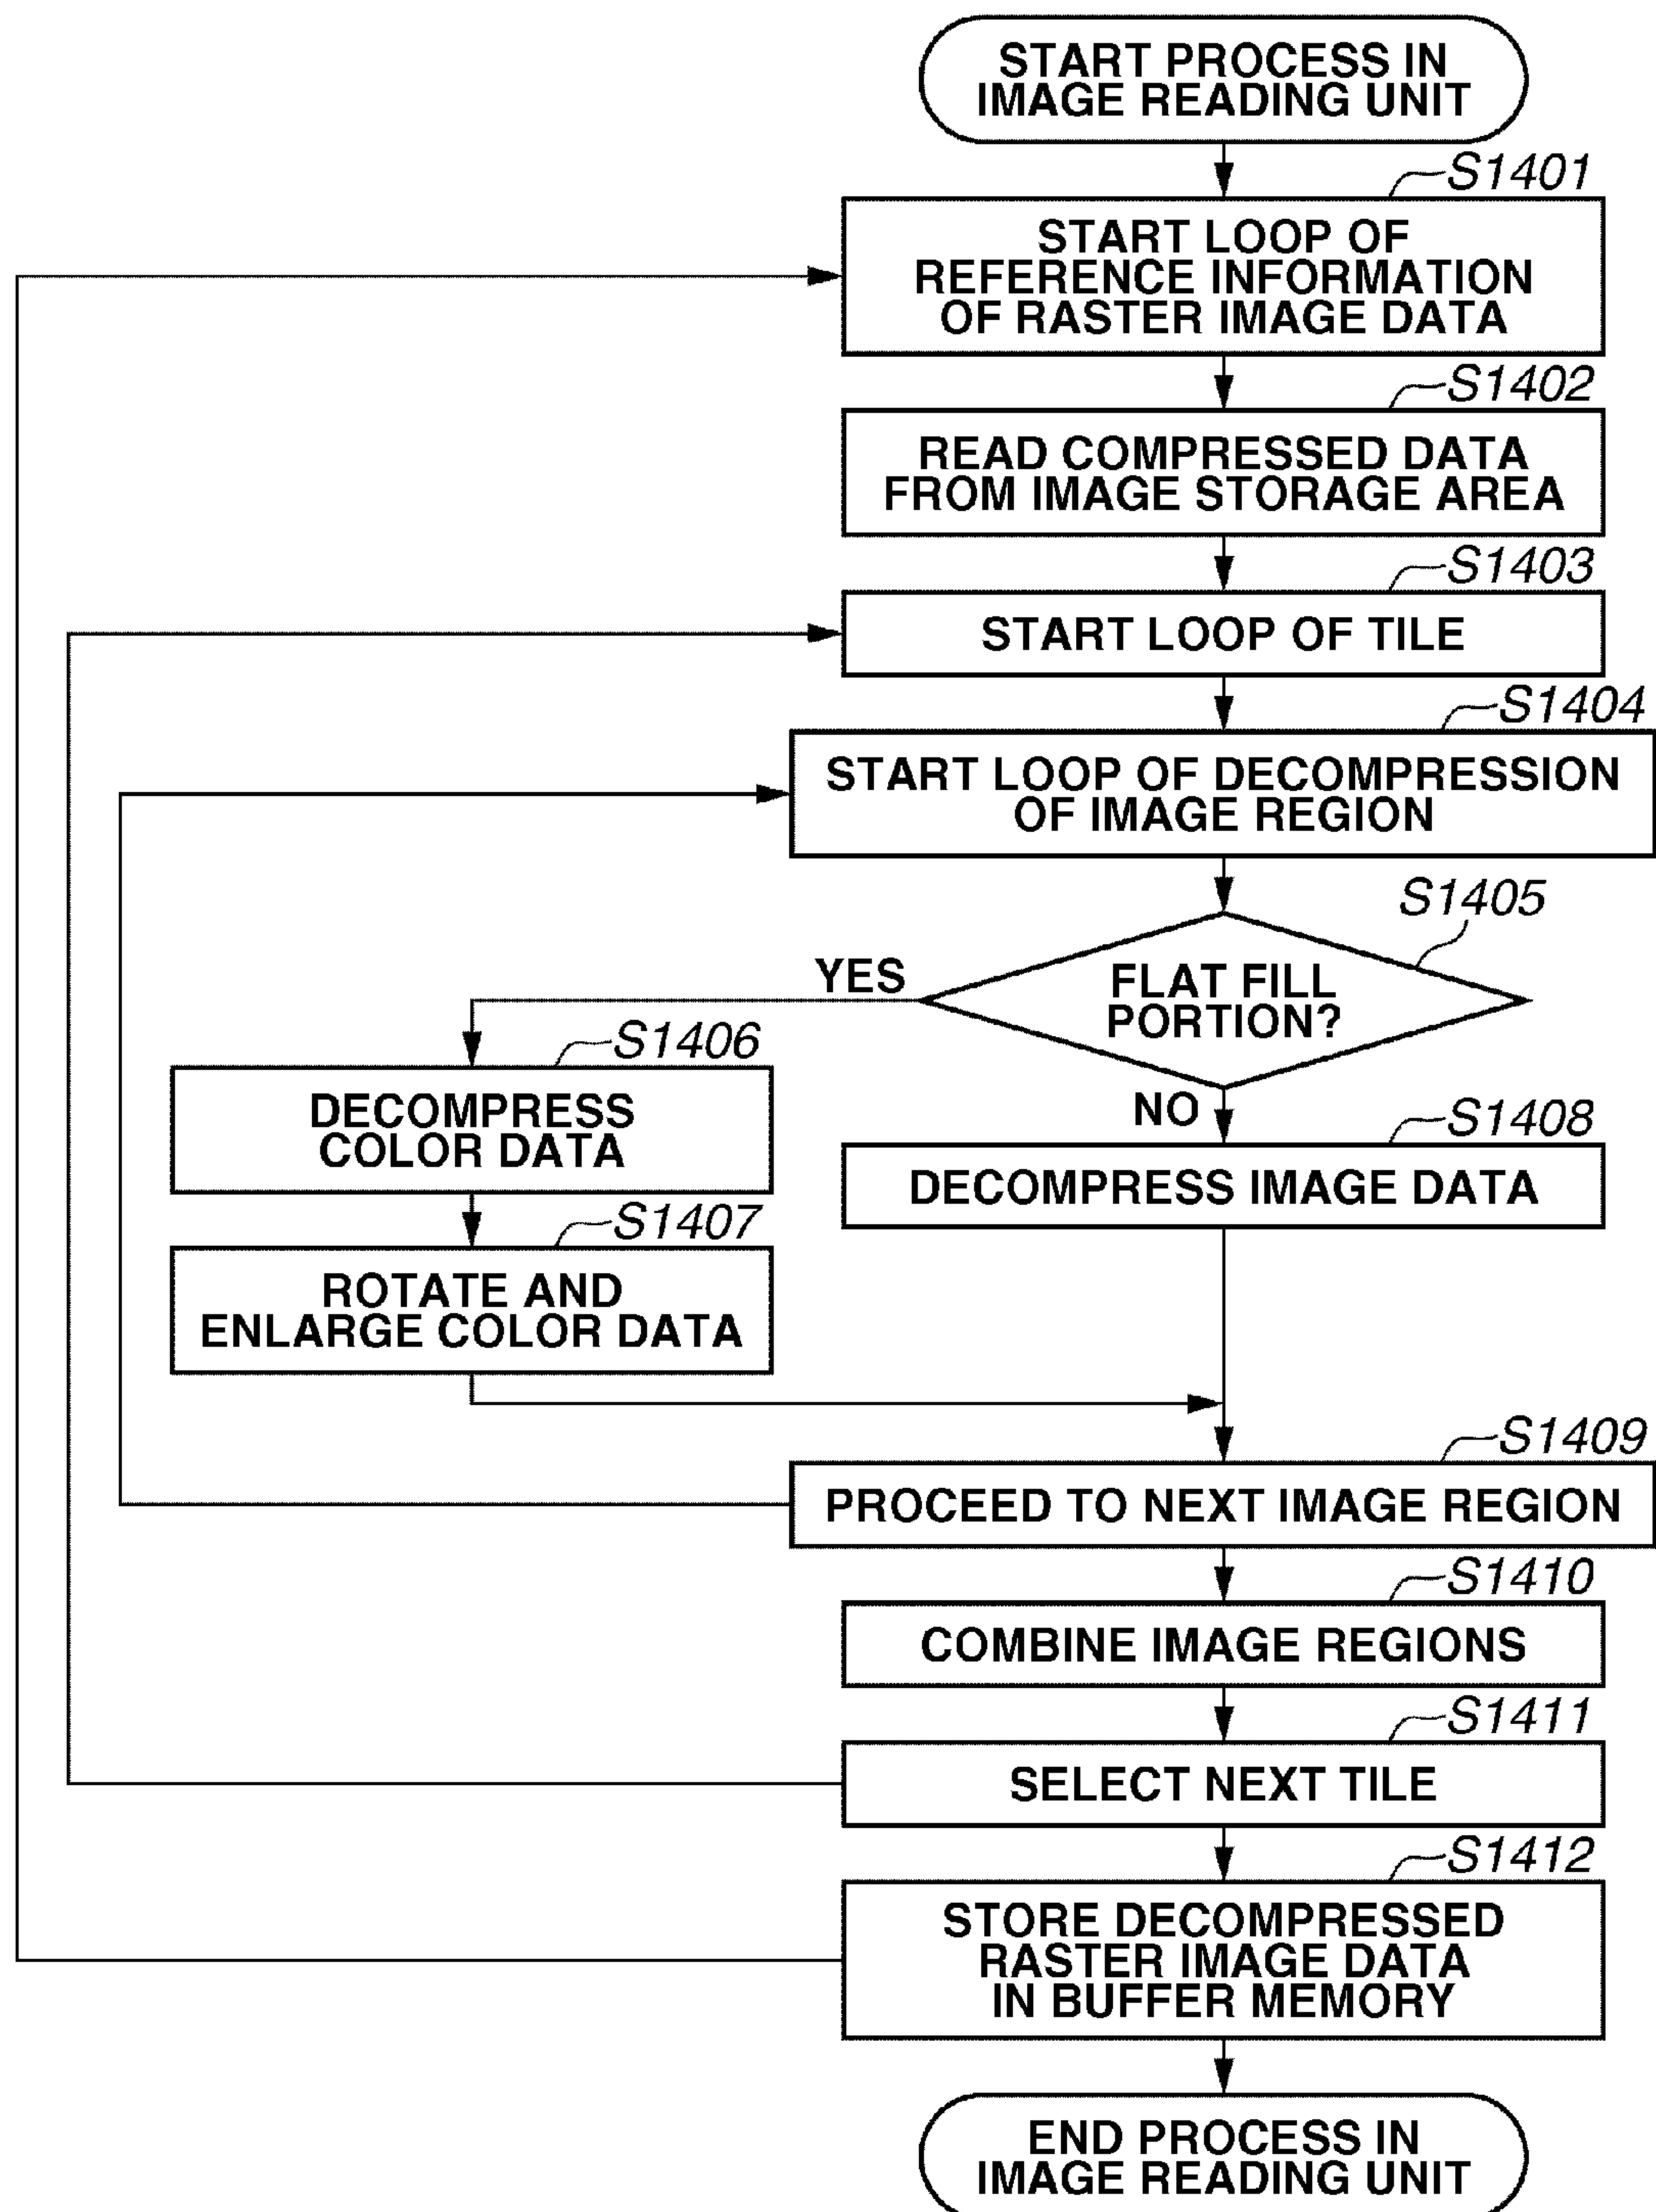 START PROCESS IN
IMAGE READING UNIT
S1401
START LOOP OF
REFERENCE INFORMATION
OF RASTER IMAGE DATA
S1402
READ COMPRESSED DATA
FROM IMAGE STORAGE AREA
S1403
START LOOP OF TILE
S1404
START LOOP OF DECOMPRESSION
OF IMAGE REGION
S1405
FLAT FILL
PORTION?
YES
NO
S1406
DECOMPRESS
COLOR DATA
S1407
ROTATE AND
ENLARGE COLOR DATA
S1408
DECOMPRESS IMAGE DATA
S1409
PROCEED TO NEXT IMAGE REGION
S1410
COMBINE IMAGE REGIONS
S1411
SELECT NEXT TILE
S1412
STORE DECOMPRESSED
RASTER IMAGE DATA
IN BUFFER MEMORY
END PROCESS IN
IMAGE READING UNIT